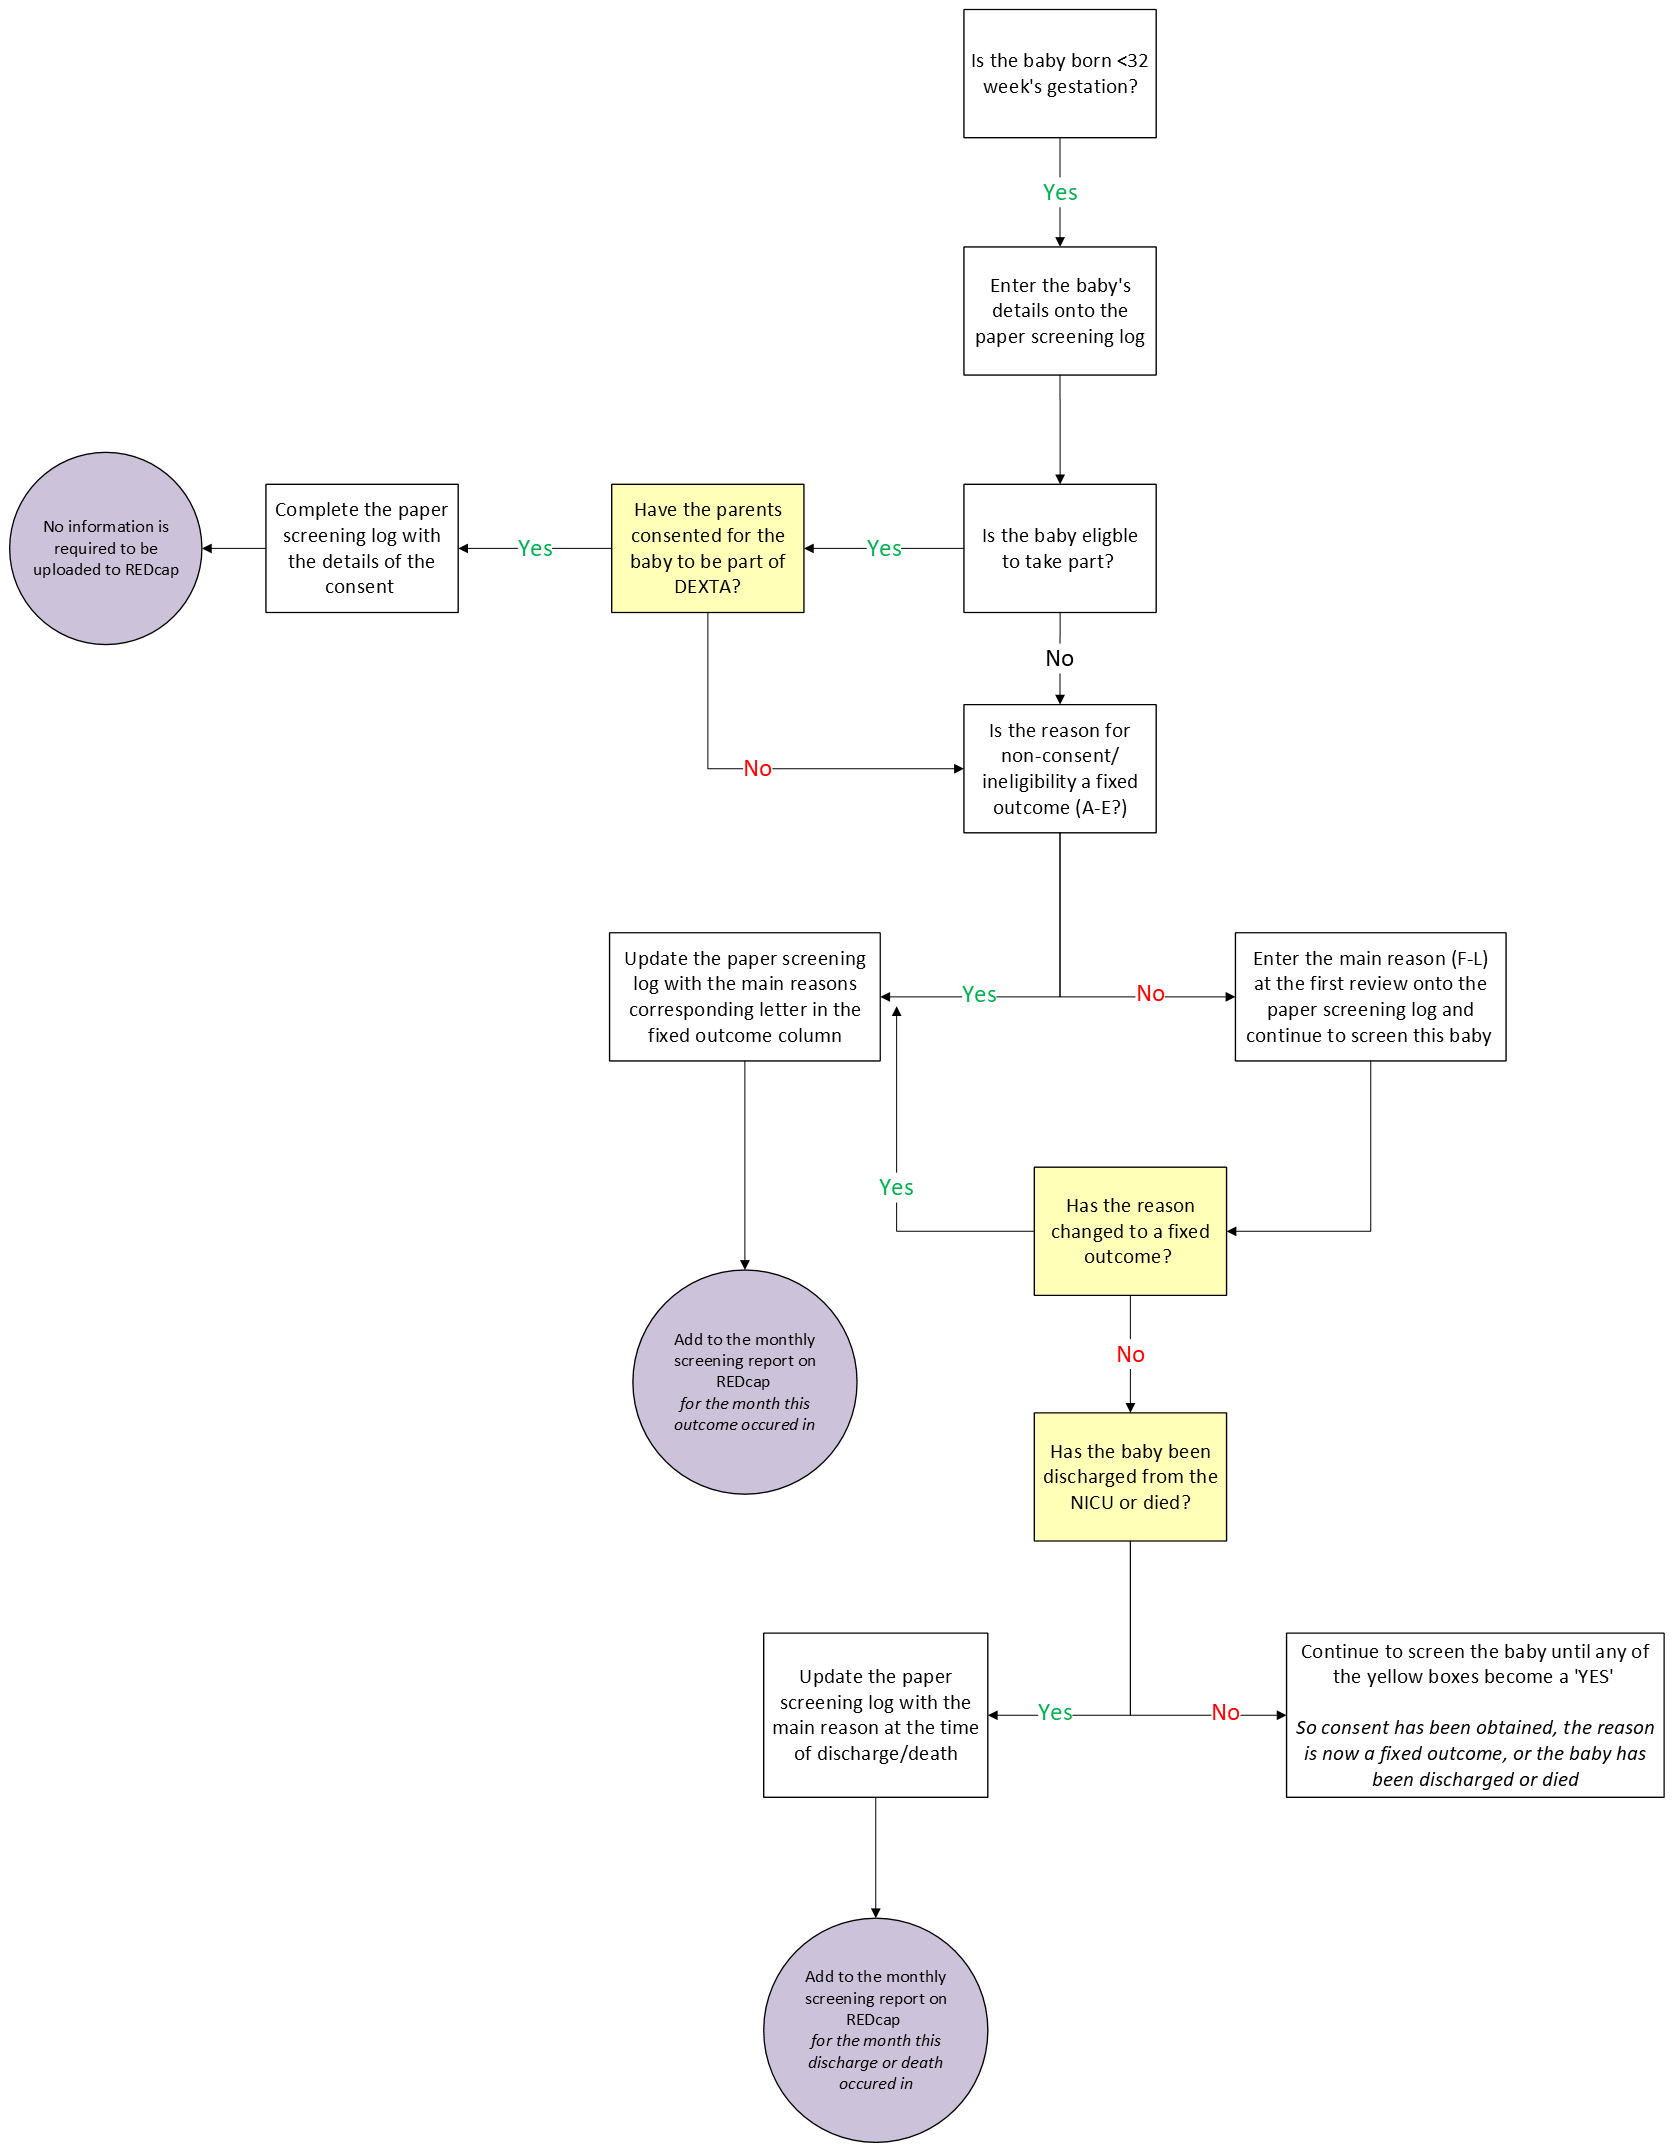 Is the baby born <32
week's gestation?
Yes
Enter the baby's
details onto the
paper screening log
Is the baby eligble
to take part?
Yes
Have the parents
consented for the
baby to be part of
DEXTA?
Yes
Complete the paper
screening log with
the details of the
consent
No information is
required to be
uploaded to REDcap
No
No
Is the reason for
non-consent/
ineligibility a fixed
outcome (A-E?)
Yes
Update the paper screening
log with the main reasons
corresponding letter in the
fixed outcome column
No
Enter the main reason (F-L)
at the first review onto the
paper screening log and
continue to screen this baby
Yes
Has the reason
changed to a fixed
outcome?
Add to the monthly
screening report on
REDcap
for the month this
outcome occured in
No
Has the baby been
discharged from the
NICU or died?
Yes
Update the paper
screening log with the
main reason at the time
of discharge/death
No
Continue to screen the baby until any of
the yellow boxes become a 'YES'
So consent has been obtained, the reason
is now a fixed outcome, or the baby has
been discharged or died
Add to the monthly
screening report on
REDcap
for the month this
discharge or death
occured in